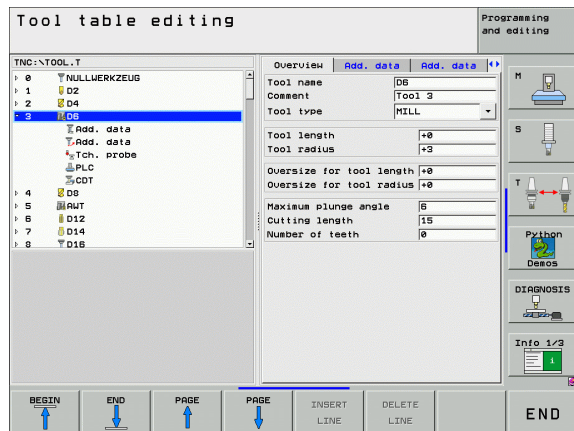 Tool table editing
Programming
and editing
TNC:\TOOL.T
0 NULLWERKZEUG
1 D2
2 D4
3 D6
Add. data
Add. data
Tch. probe
PLC
CDT
4 D8
5 AWT
6 D12
7 D14
8 D16
Overview Add. data Add. data
Tool name D6
Comment Tool 3
Tool type MILL
Tool length +0
Tool radius +3
Oversize for tool length +0
Oversize for tool radius +0
Maximum plunge angle 6
Cutting length 15
Number of teeth 0
M
S
T
Python
Demos
DIAGNOSIS
Info 1/3
i
BEGIN
END
PAGE
PAGE
INSERT
LINE
DELETE
LINE
END